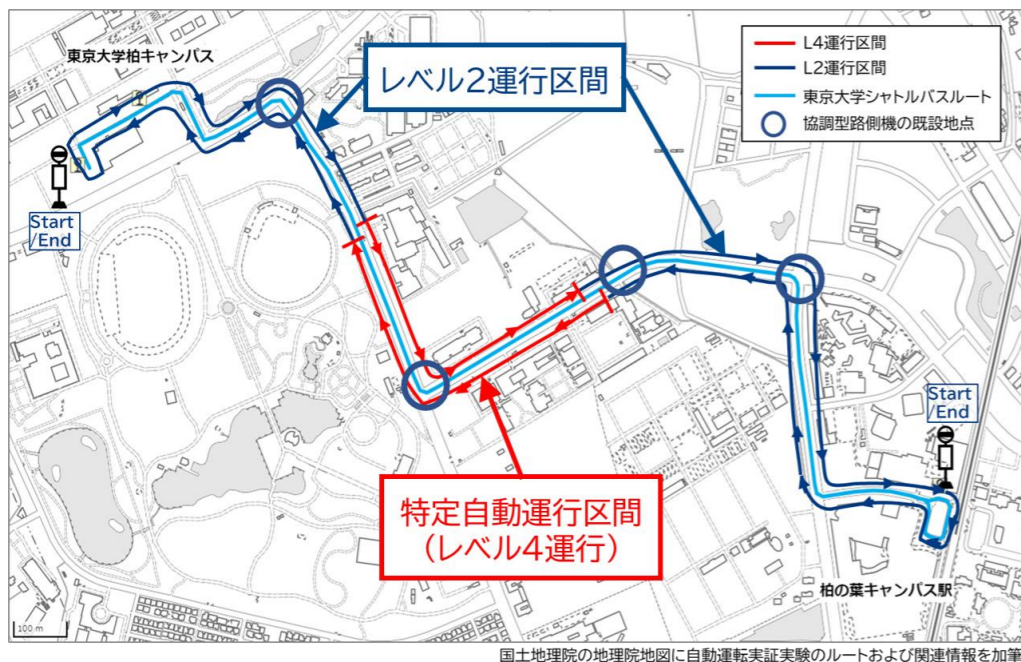 東京大学柏キャンパス
レベル2運行区間
L4運行区間
L2運行区間
東京大学シャトルバスルート
協調型路側機の既設地点
Start
/End
Start
/End
特定自動運行区間
(レベル4運行)
柏の葉キャンパス駅
100 m
国土地理院の地理院地図に自動運転実証実験のルートおよび関連情報を加筆